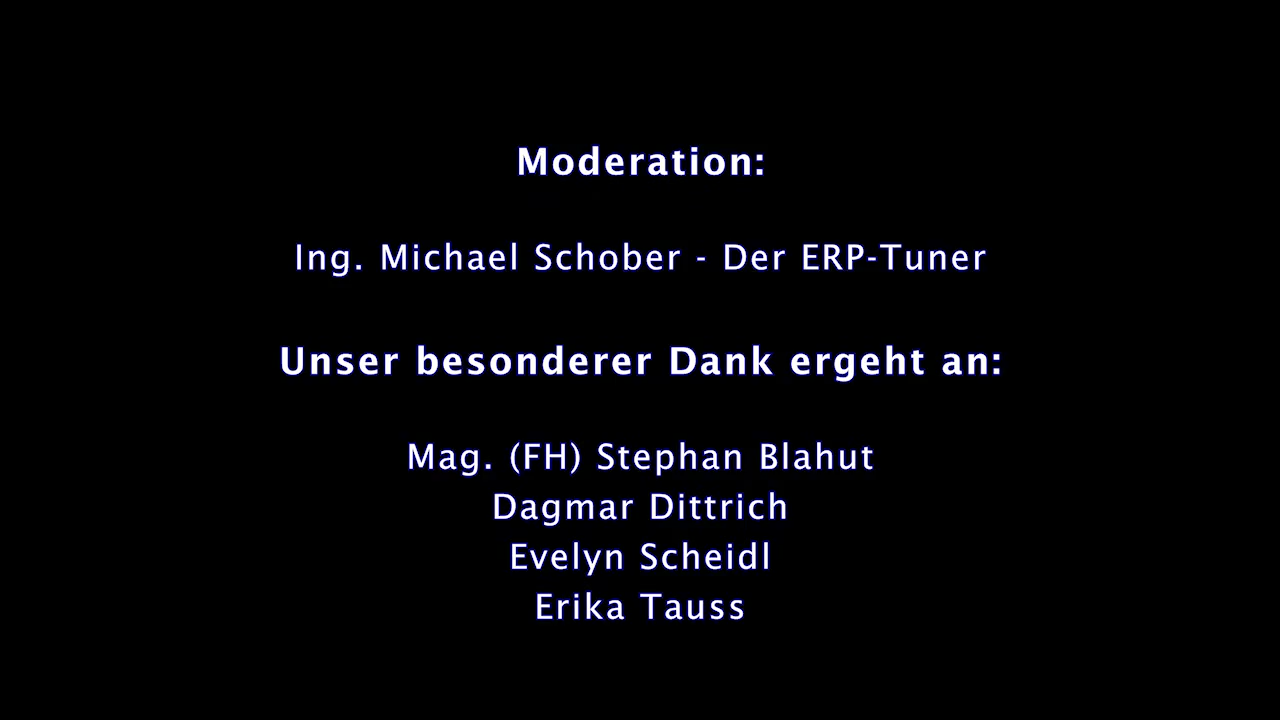 Moderation:
Ing. Michael Schober - Der ERP-Tuner
Unser besonderer Dank ergeht an:
Mag. (FH) Stephan Blahut
Dagmar Dittrich
Evelyn Scheidl
Erika Tauss